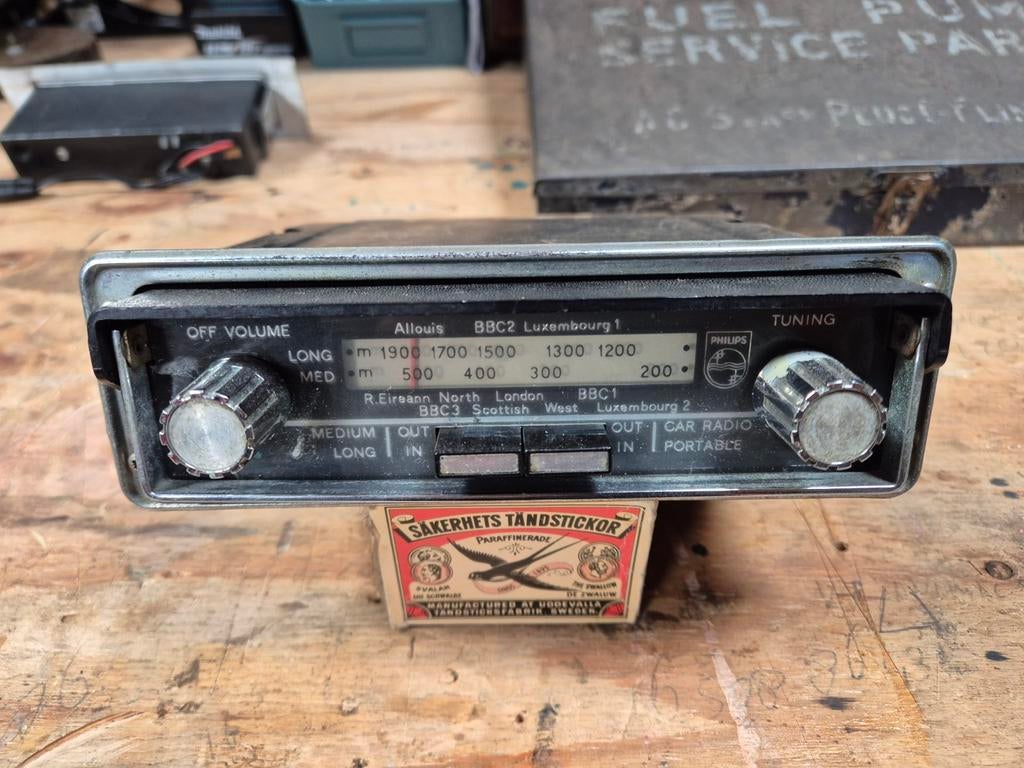 makita
FUEL PUM
SERVICE PAR
OFF VOLUME
Allouis BBC2 Luxembourg 1
TUNING
LONG m 1900 1700 1500 1300 1200
MED m 500 400 300 200
PHILIPS
R.Eireann North London BBC1
BBC3 Scottish West Luxembourg 2
MEDIUM OUT OUT CAR RADIO
LONG IN IN PORTABLE
SÄKERHETS TÄNDSTICKOR
PARAFFINERADE
SVALAN THE SWALLOW
DIE SCHWALBE DE ZWALUW
MANUFACTURED AT UDDEVALLA
TÄNDSTICKSFABRIK. SWEDEN.